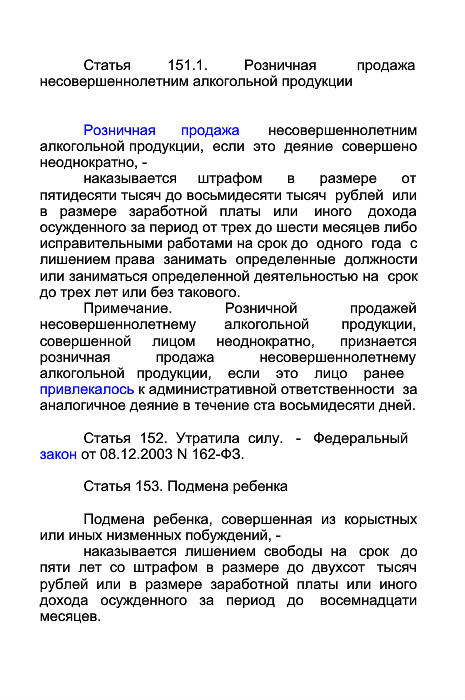 Статья 151.1. Розничная продажа
несовершеннолетним алкогольной продукции
Розничная продажа несовершеннолетним
алкогольной продукции, если это деяние совершено
неоднократно, -
наказывается штрафом в размере от
пятидесяти тысяч до восьмидесяти тысяч рублей или
в размере заработной платы или иного дохода
осужденного за период от трех до шести месяцев либо
исправительными работами на срок до одного года с
лишением права занимать определенные должности
или заниматься определенной деятельностью на срок
до трех лет или без такового.
Примечание. Розничной продажей
несовершеннолетнему алкогольной продукции,
совершенной лицом неоднократно, признается
розничная продажа несовершеннолетнему
алкогольной продукции, если это лицо ранее
привлекалось к административной ответственности за
аналогичное деяние в течение ста восьмидесяти дней.
Статья 152. Утратила силу. - Федеральный
закон от 08.12.2003 N 162-ФЗ.
Статья 153. Подмена ребенка
Подмена ребенка, совершенная из корыстных
или иных низменных побуждений, -
наказывается лишением свободы на срок до
пяти лет со штрафом в размере до двухсот тысяч
рублей или в размере заработной платы или иного
дохода осужденного за период до восемнадцати
месяцев.